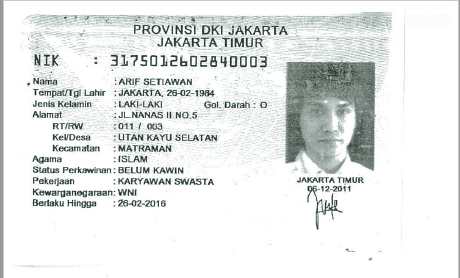 PROVINSI DKI JAKARTA
JAKARTA TIMUR
NIK : 3175012602840003
Nama : ARIF SETIAWAN
Tempat/Tgl Lahir : JAKARTA, 26-02-1984
Jenis Kelamin : LAKI-LAKI Gol. Darah : O
Alamat : JL.NANAS II NO.5
RT/RW : 011 / 003
Kel/Desa : UTAN KAYU SELATAN
Kecamatan : MATRAMAN
Agama : ISLAM
Status Perkawinan : BELUM KAWIN
Pekerjaan : KARYAWAN SWASTA
Kewarganegaraan : WNI
Berlaku Hingga : 26-02-2016
JAKARTA TIMUR
06-12-2011